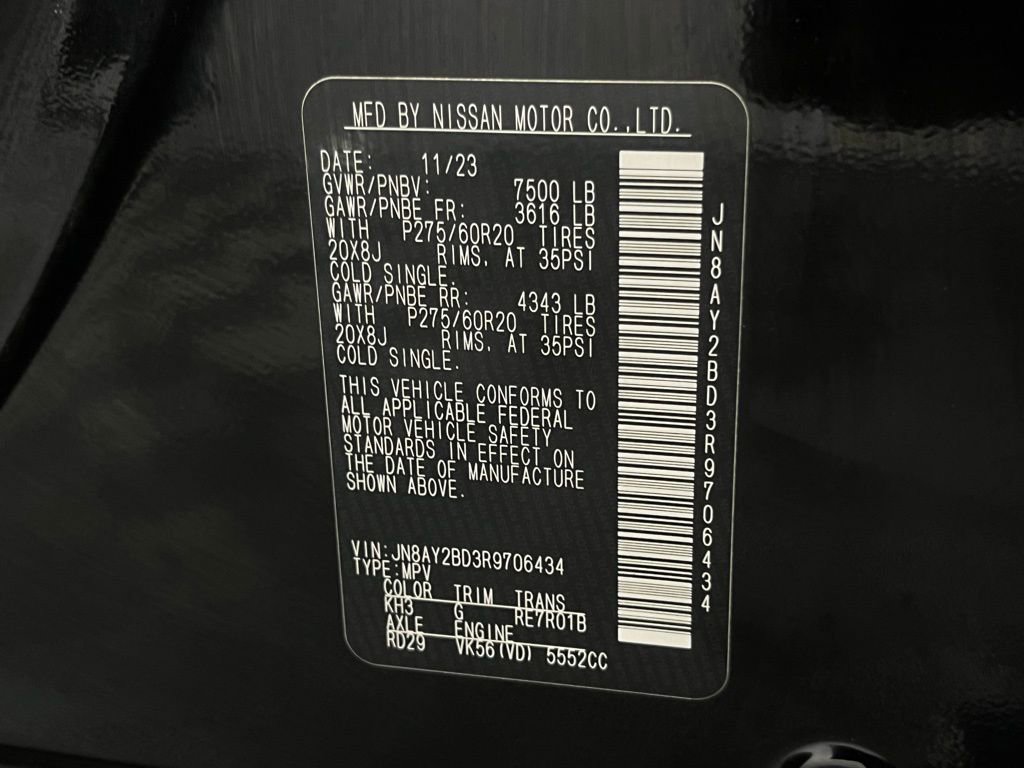 MFD BY NISSAN MOTOR CO.,LTD.
DATE: 11/23
GVWR/PNBV: 7500 LB
GAWR/PNBE FR: 3616 LB
WITH P275/60R20 TIRES
20X8J RIMS, AT 35PSI
COLD SINGLE.
GAWR/PNBE RR: 4343 LB
WITH P275/60R20 TIRES
20X8J RIMS, AT 35PSI
COLD SINGLE.
THIS VEHICLE CONFORMS TO
ALL APPLICABLE FEDERAL
MOTOR VEHICLE SAFETY
STANDARDS IN EFFECT ON
THE DATE OF MANUFACTURE
SHOWN ABOVE.
VIN:JN8AY2BD3R9706434
TYPE:MPV
COLOR TRIM TRANS
KH3 G RE7R01B
AXLE ENGINE
RD29 VK56(VD) 5552CC
JN8AY2BD3R9706434